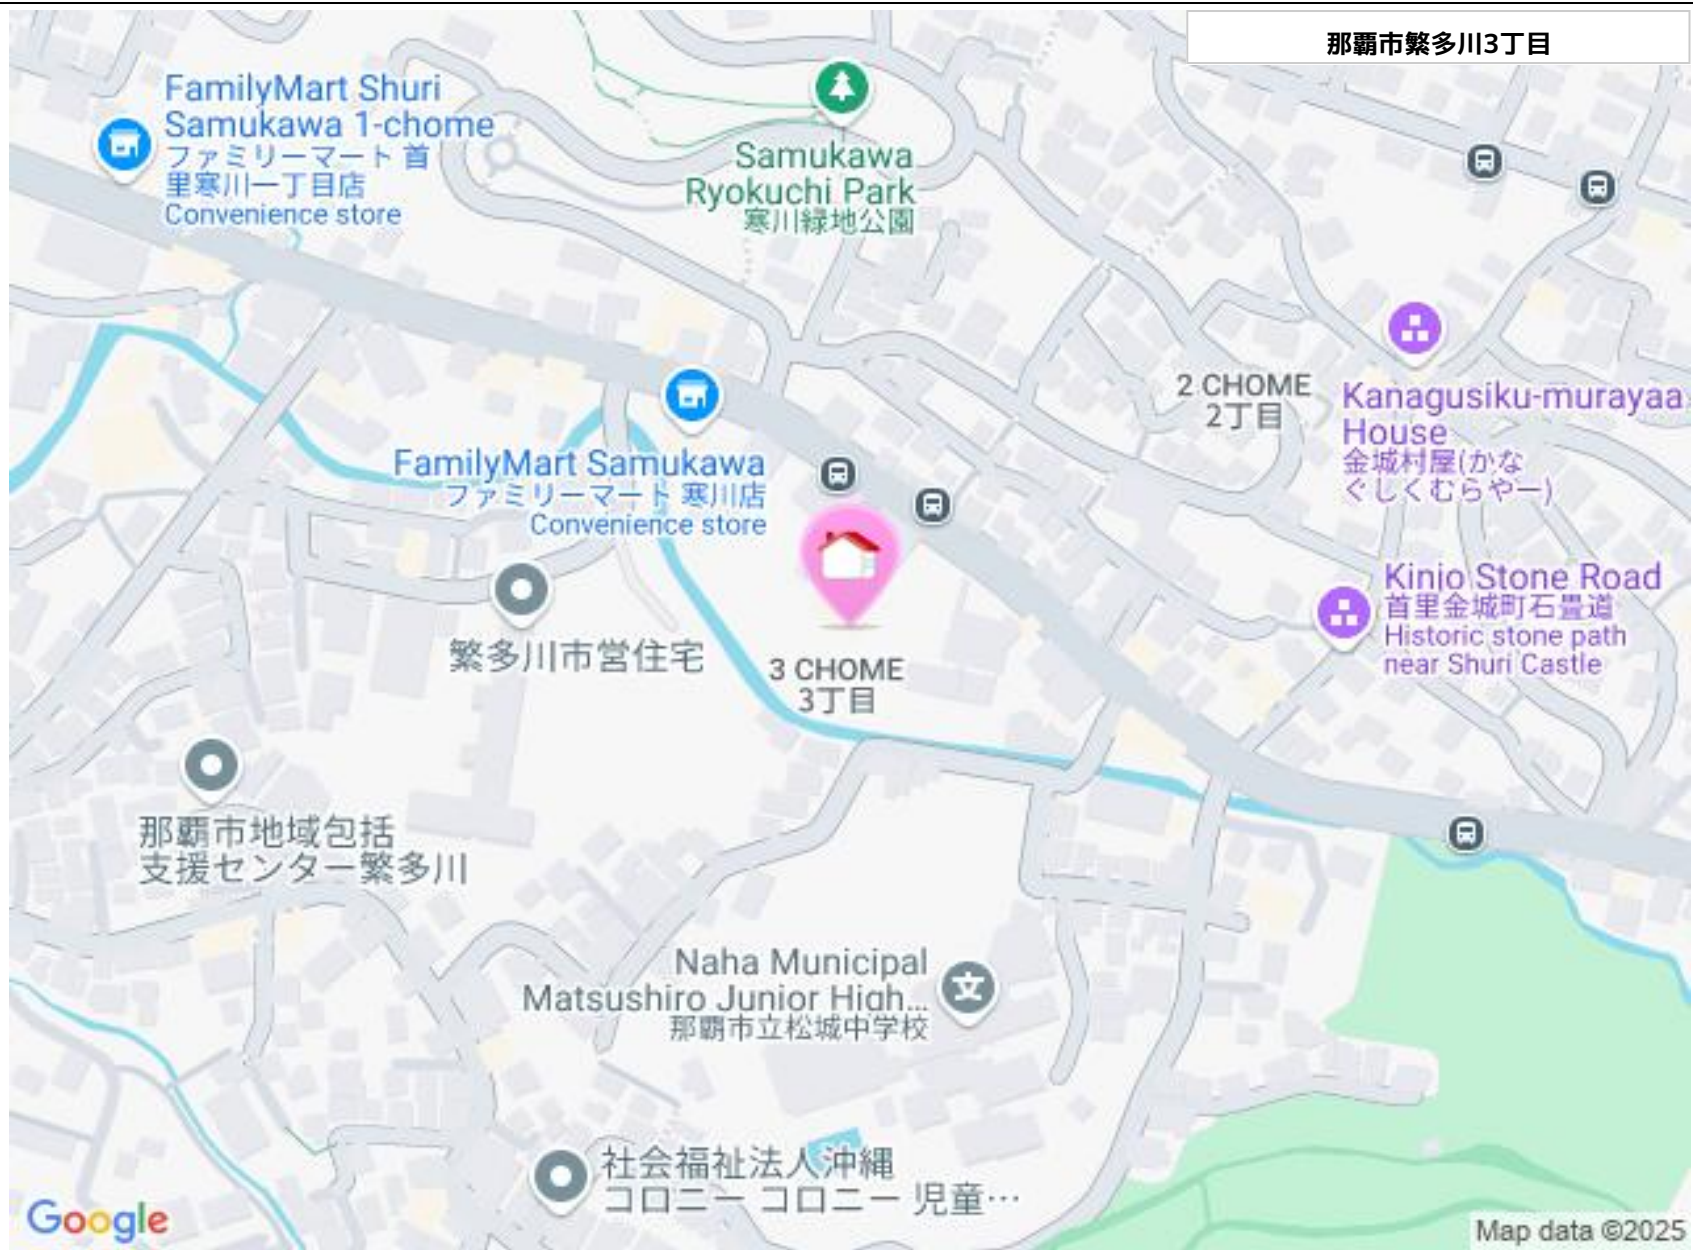 那覇市繁多川3丁目
FamilyMart Shuri
Samukawa 1-chome
ファミリーマート 首
里寒川一丁目店
Convenience store
Samukawa
Ryokuchi Park
寒川緑地公園
2 CHOME
2丁目
Kanagusiku-murayaa
House
金城村屋(かな
ぐしくむらやー)
FamilyMart Samukawa
ファミリーマート 寒川店
Convenience store
Kinjo Stone Road
首里金城町石畳道
Historic stone path
near Shuri Castle
繁多川市営住宅
3 CHOME
3丁目
那覇市地域包括
支援センター繁多川
Naha Municipal
Matsushiro Junior High...
那覇市立松城中学校
文
社会福祉法人沖縄
コロニー コロニー 児童…
Google
Map data ©2025